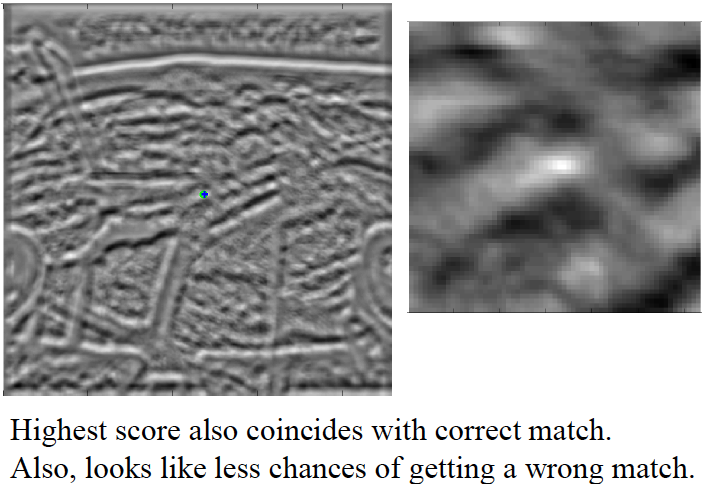 Highest score also coincides with correct match.
Also, looks like less chances of getting a wrong match.